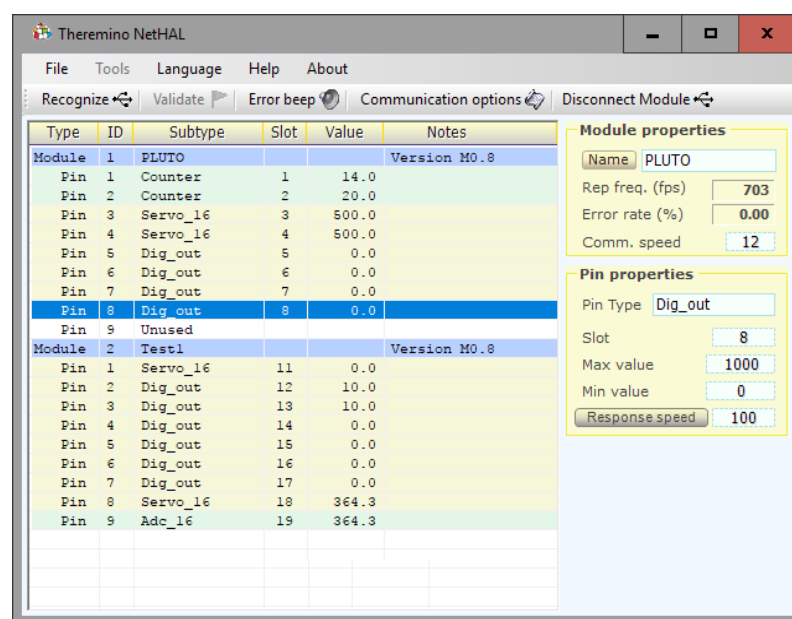 Theremino NetHAL
File Tools Language Help About
Recognize Validate Error beep Communication options Disconnect Module
Type ID Subtype Slot Value Notes
Module 1 PLUTO Version M0.8
Pin 1 Counter 1 14.0
Pin 2 Counter 2 20.0
Pin 3 Servo_16 3 500.0
Pin 4 Servo_16 4 500.0
Pin 5 Dig_out 5 0.0
Pin 6 Dig_out 6 0.0
Pin 7 Dig_out 7 0.0
Pin 8 Dig_out 8 0.0
Pin 9 Unused
Module 2 Test1 Version M0.8
Pin 1 Servo_16 11 0.0
Pin 2 Dig_out 12 10.0
Pin 3 Dig_out 13 10.0
Pin 4 Dig_out 14 0.0
Pin 5 Dig_out 15 0.0
Pin 6 Dig_out 16 0.0
Pin 7 Dig_out 17 0.0
Pin 8 Servo_16 18 364.3
Pin 9 Adc_16 19 364.3
Module properties
Name PLUTO
Rep freq. (fps) 703
Error rate (%) 0.00
Comm. speed 12
Pin properties
Pin Type Dig_out
Slot 8
Max value 1000
Min value 0
Response speed 100